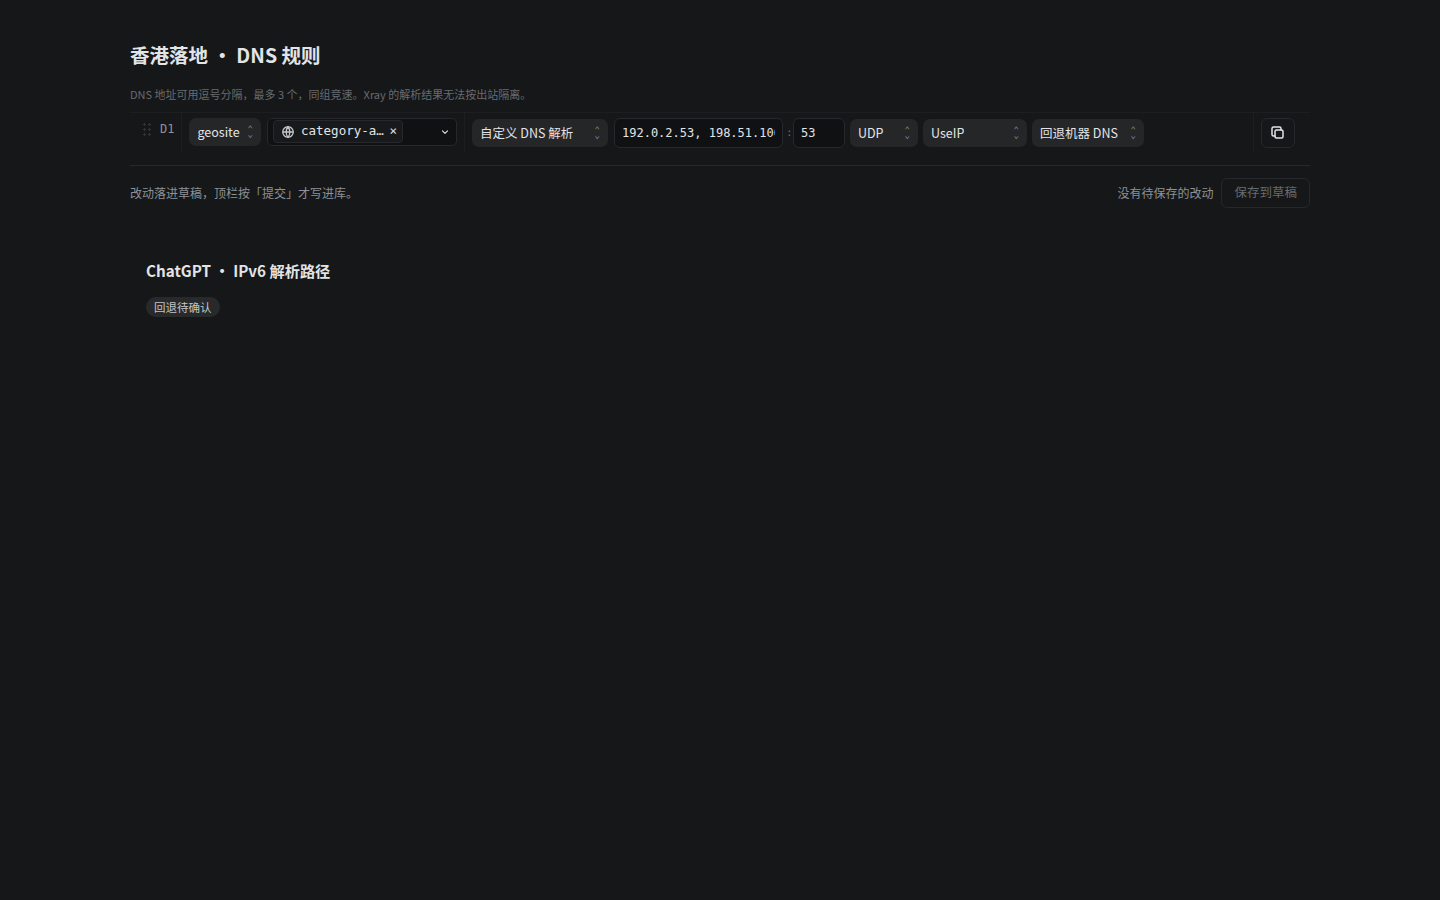 香港落地 · DNS 规则
DNS 地址可用逗号分隔，最多 3 个，同组竞速。Xray 的解析结果无法按出站隔离。
D1 geosite category-a… × 自定义 DNS 解析 192.0.2.53, 198.51.10 : 53 UDP UseIP 回退机器 DNS
改动落进草稿，顶栏按「提交」才写进库。 没有待保存的改动 保存到草稿
ChatGPT · IPv6 解析路径
回退待确认